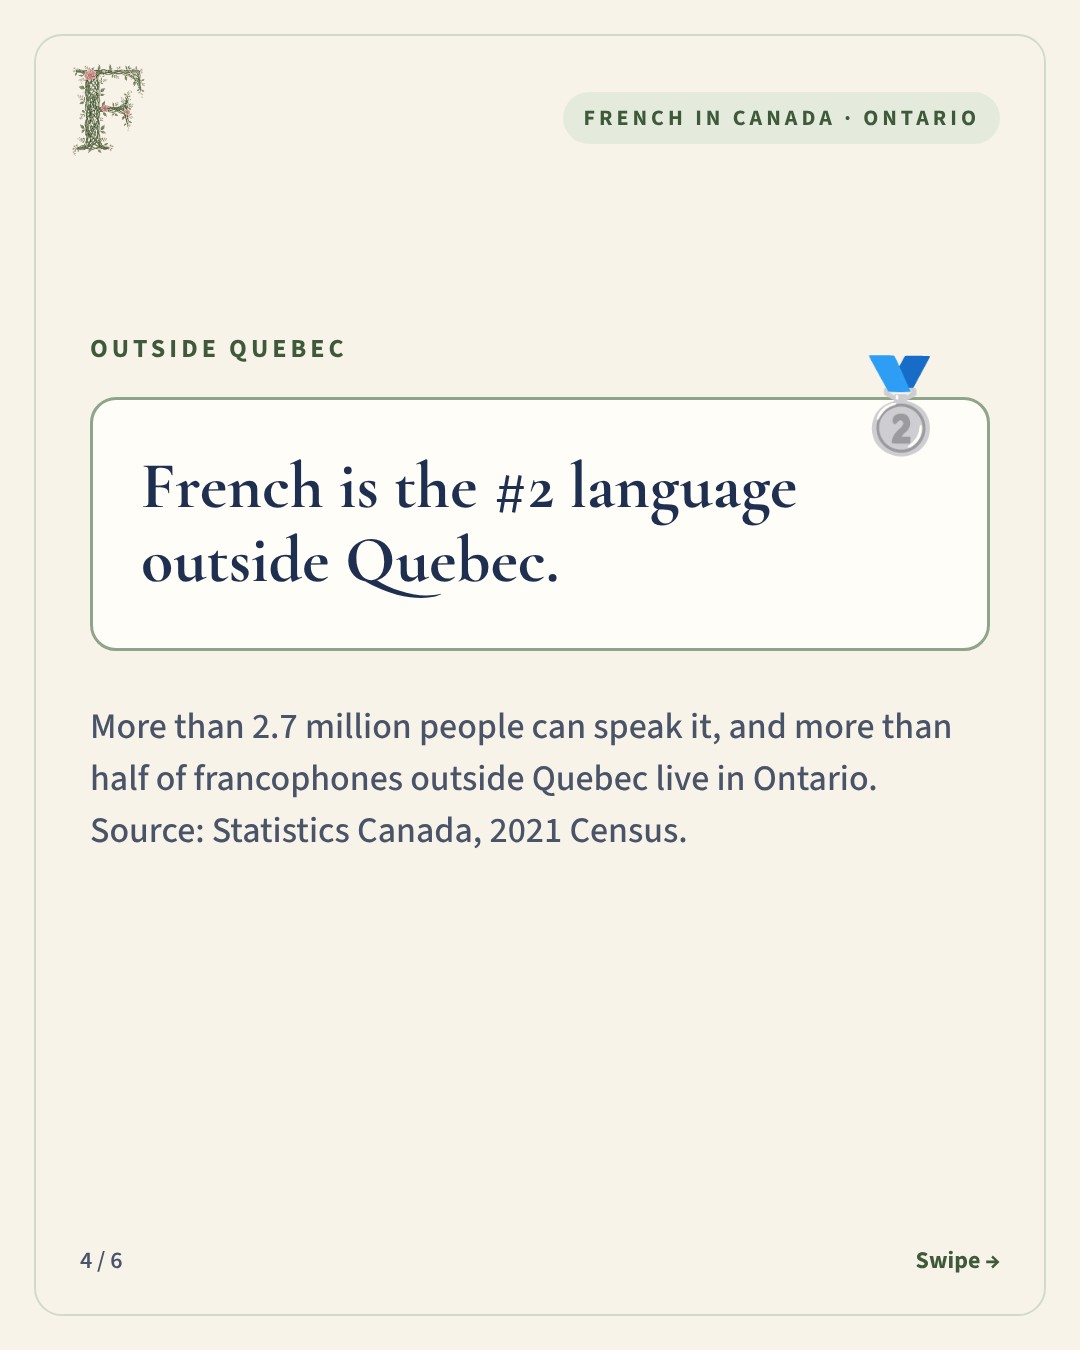 F
FRENCH IN CANADA · ONTARIO
OUTSIDE QUEBEC
2
French is the #2 language
outside Quebec.
More than 2.7 million people can speak it, and more than
half of francophones outside Quebec live in Ontario.
Source: Statistics Canada, 2021 Census.
4 / 6
Swipe →